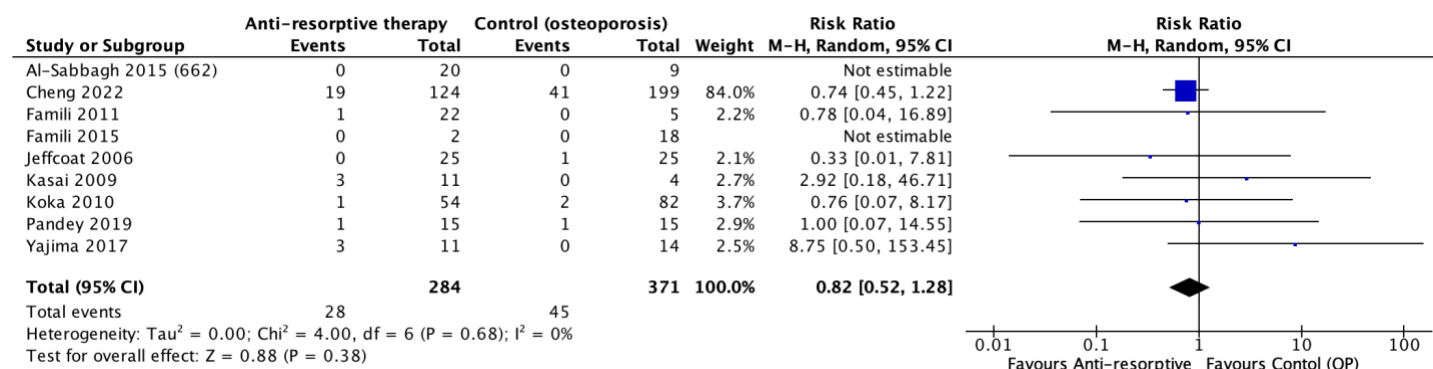 Anti-resorptive therapy Control (osteoporosis) Risk Ratio Risk Ratio
Study or Subgroup Events Total Events Total Weight M-H, Random, 95% CI M-H, Random, 95% CI
Al-Sabbagh 2015 (662) 0 20 0 9 Not estimable
Cheng 2022 19 124 41 199 84.0% 0.74 [0.45, 1.22]
Famili 2011 1 22 0 5 2.2% 0.78 [0.04, 16.89]
Famili 2015 0 2 0 18 Not estimable
Jeffcoat 2006 0 25 1 25 2.1% 0.33 [0.01, 7.81]
Kasai 2009 3 11 0 4 2.7% 2.92 [0.18, 46.71]
Koka 2010 1 54 2 82 3.7% 0.76 [0.07, 8.17]
Pandey 2019 1 15 1 15 2.9% 1.00 [0.07, 14.55]
Yajima 2017 3 11 0 14 2.5% 8.75 [0.50, 153.45]
Total (95% CI) 284 371 100.0% 0.82 [0.52, 1.28]
Total events 28 45
Heterogeneity: Tau² = 0.00; Chi² = 4.00, df = 6 (P = 0.68); I² = 0%
Test for overall effect: Z = 0.88 (P = 0.38)
0.01 0.1 1 10 100
Favours Anti-resorptive Favours Contol (OP)